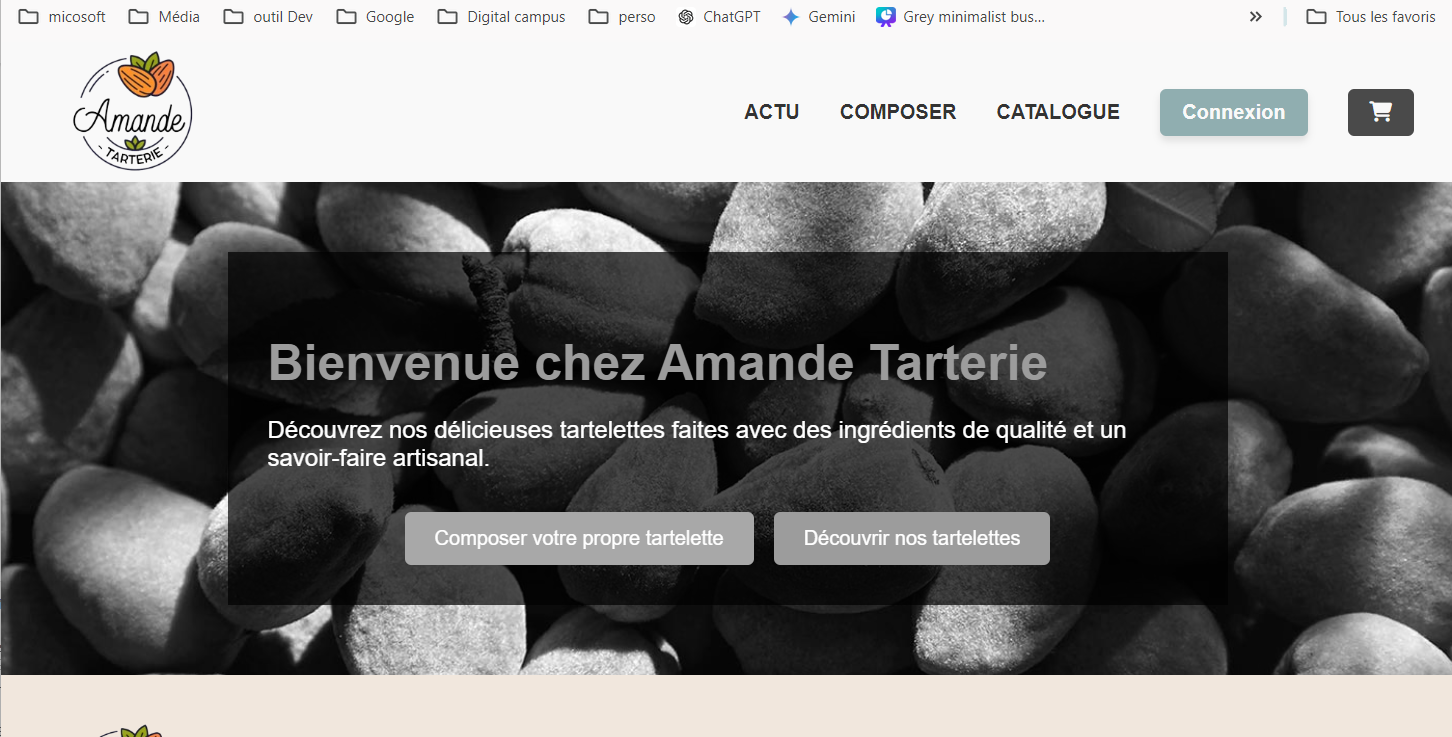 micosoft Média outil Dev Google Digital campus perso ChatGPT Gemini Grey minimalist bus... Tous les favoris
Amande
TARTERIE
ACTU COMPOSER CATALOGUE Connexion
Bienvenue chez Amande Tarterie
Découvrez nos délicieuses tartelettes faites avec des ingrédients de qualité et un
savoir-faire artisanal.
Composer votre propre tartelette Découvrir nos tartelettes